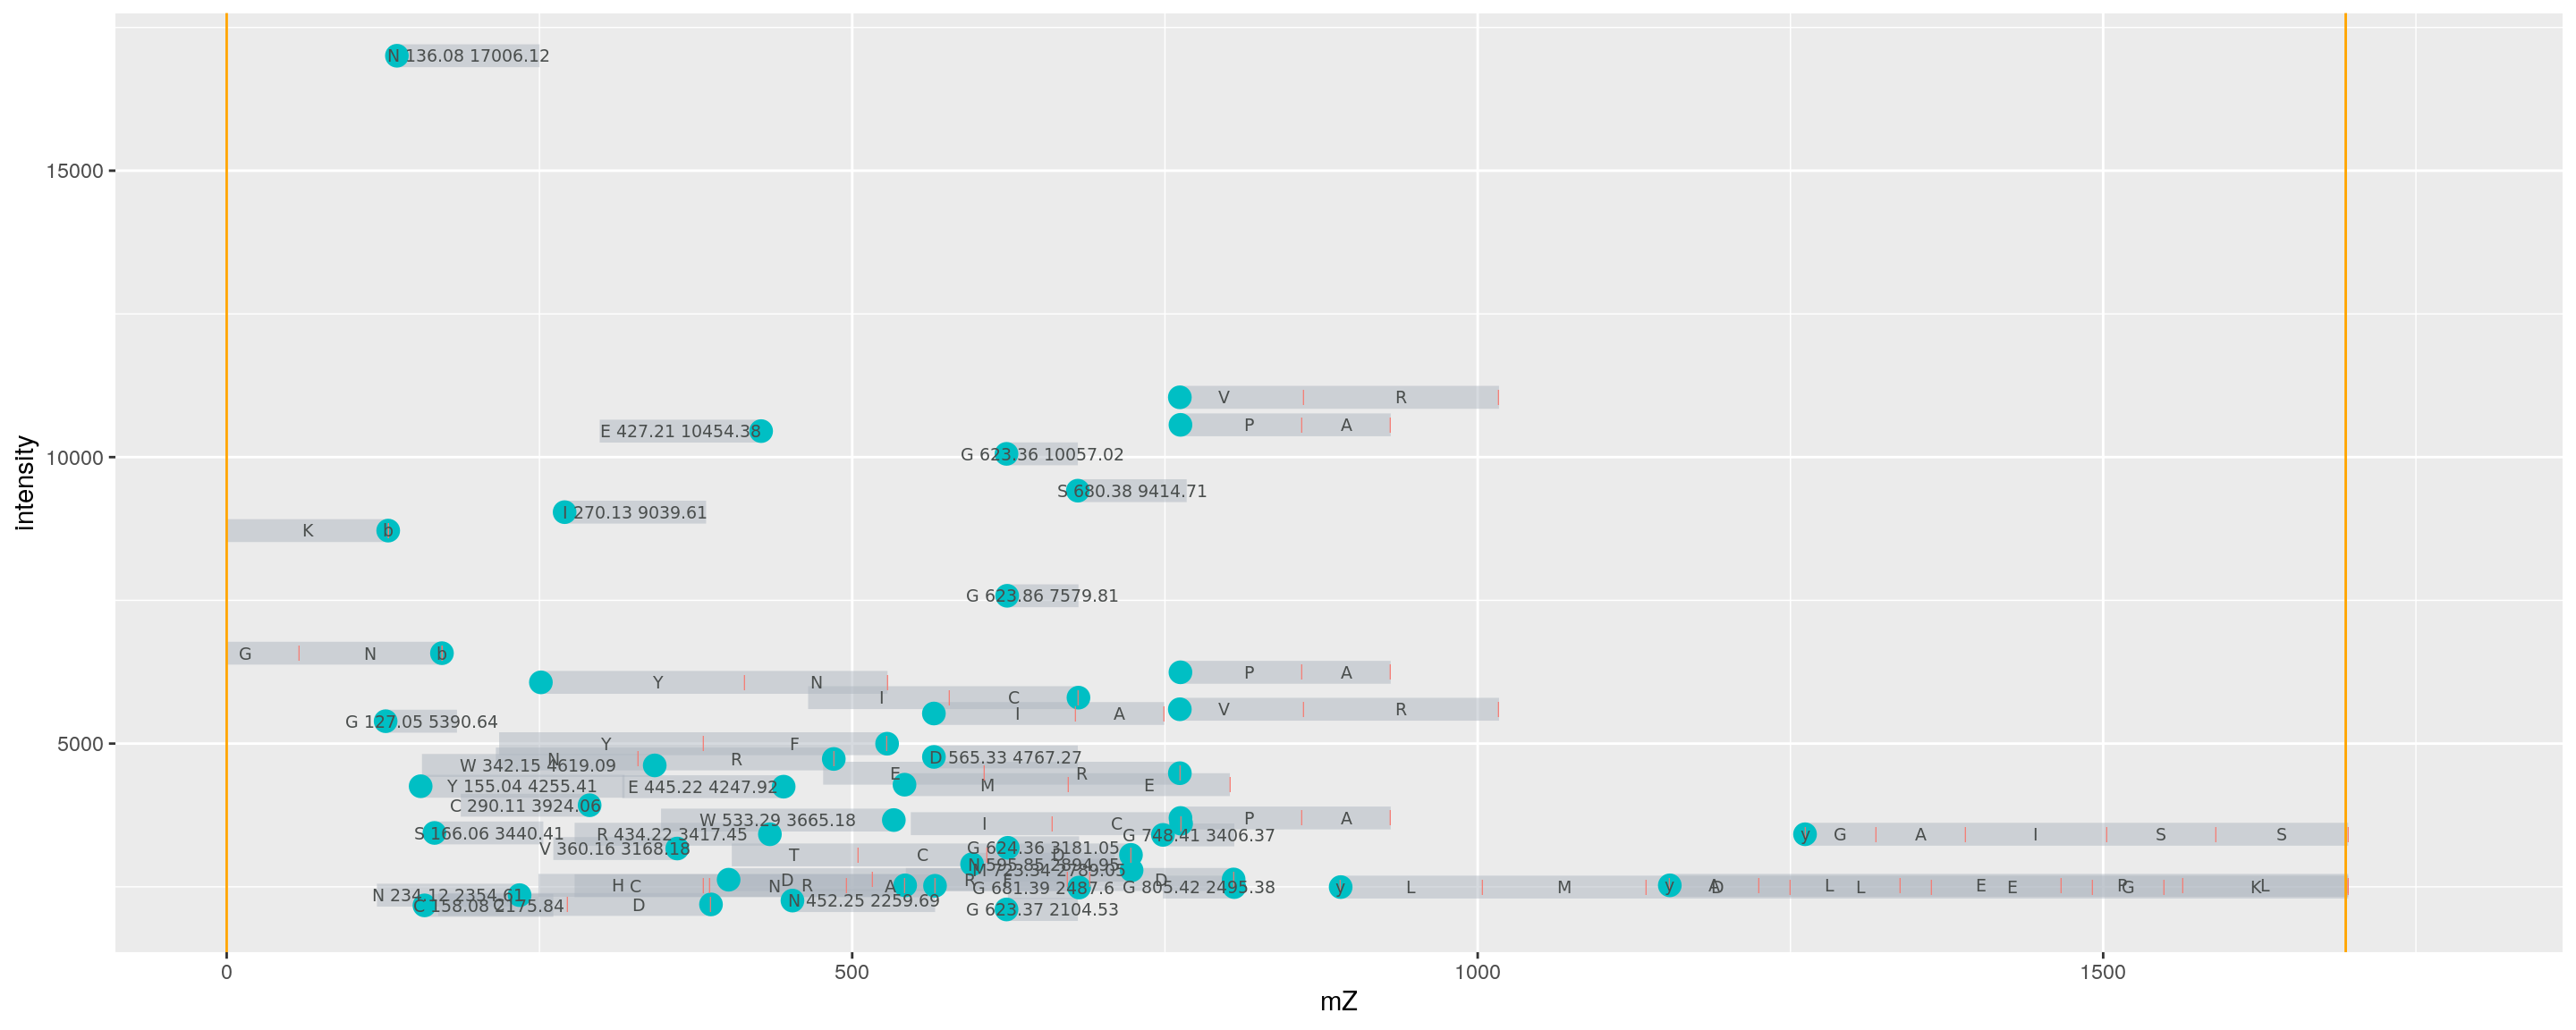 N 136.08 17006.12
15000
V R
P A
E 427.21 10454.38
G 623.36 10057.02
10000
S 680.38 9414.71
I 270.13 9039.61
K b
G 623.86 7579.81
G N b
P A
Y N
I C
V R
I A
G 127.05 5390.64
5000
Y F
N R
D 565.33 4767.27
W 342.15 4619.09
E R
Y 155.04 4255.41
E 445.22 4247.92
M E
C 290.11 3924.06
P A
W 533.29 3665.18
I C
S 166.06 3440.41
R 434.22 3417.45
G 748.41 3406.37
y G A I S S
V 360.16 3168.18
G 624.36 3181.05
T C D
N 595.85 2894.95
M 723.34 2789.05
D R E D
H C N R A
G 681.39 2487.6
G 805.42 2495.38
y L M D L E G K
y A L E P L
N 234.12 2354.61
N 452.25 2259.69
C 158.08 2175.84
D
G 623.37 2104.53
0 500 1000 1500
mZ
intensity